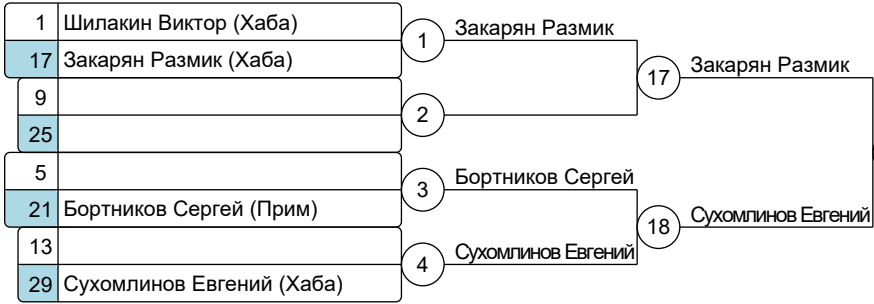 1 Шилакин Виктор (Хаба)
17 Закарян Размик (Хаба)
1 Закарян Размик
17 Закарян Размик
9
25
2
5
21 Бортников Сергей (Прим)
3 Бортников Сергей
18 Сухомлинов Евгений
13
29 Сухомлинов Евгений (Хаба)
4 Сухомлинов Евгений